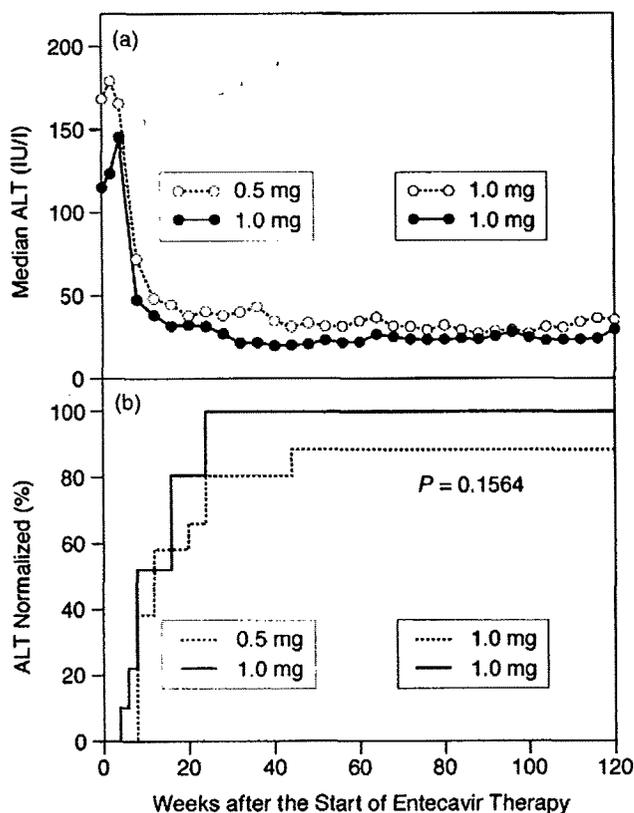 (a)
200
150
100
50
0
Median ALT (IU/l)
0.5 mg
1.0 mg
1.0 mg
1.0 mg
(b)
100
80
60
40
20
0
ALT Normalized (%)
P = 0.1564
0.5 mg
1.0 mg
1.0 mg
1.0 mg
0 20 40 60 80 100 120
Weeks after the Start of Entecavir Therapy